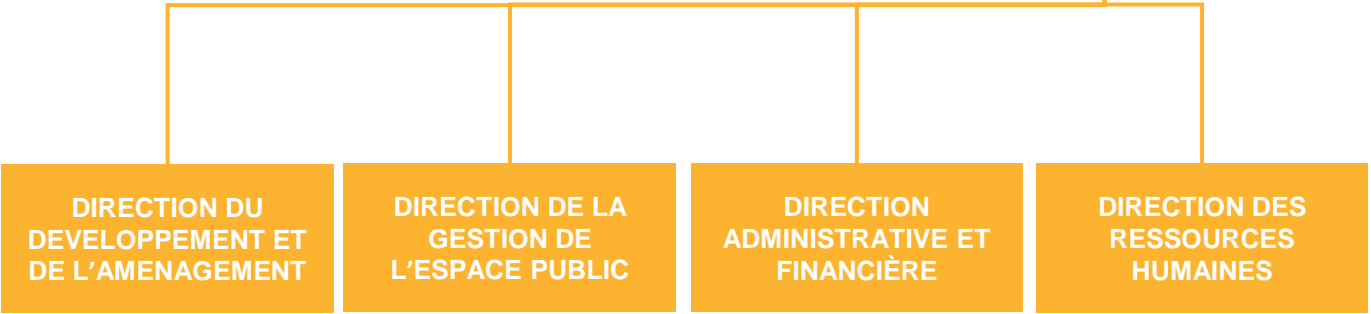 DIRECTION DU
DEVELOPPEMENT ET
DE L’AMENAGEMENT
DIRECTION DE LA
GESTION DE
L’ESPACE PUBLIC
DIRECTION
ADMINISTRATIVE ET
FINANCIÈRE
DIRECTION DES
RESSOURCES
HUMAINES